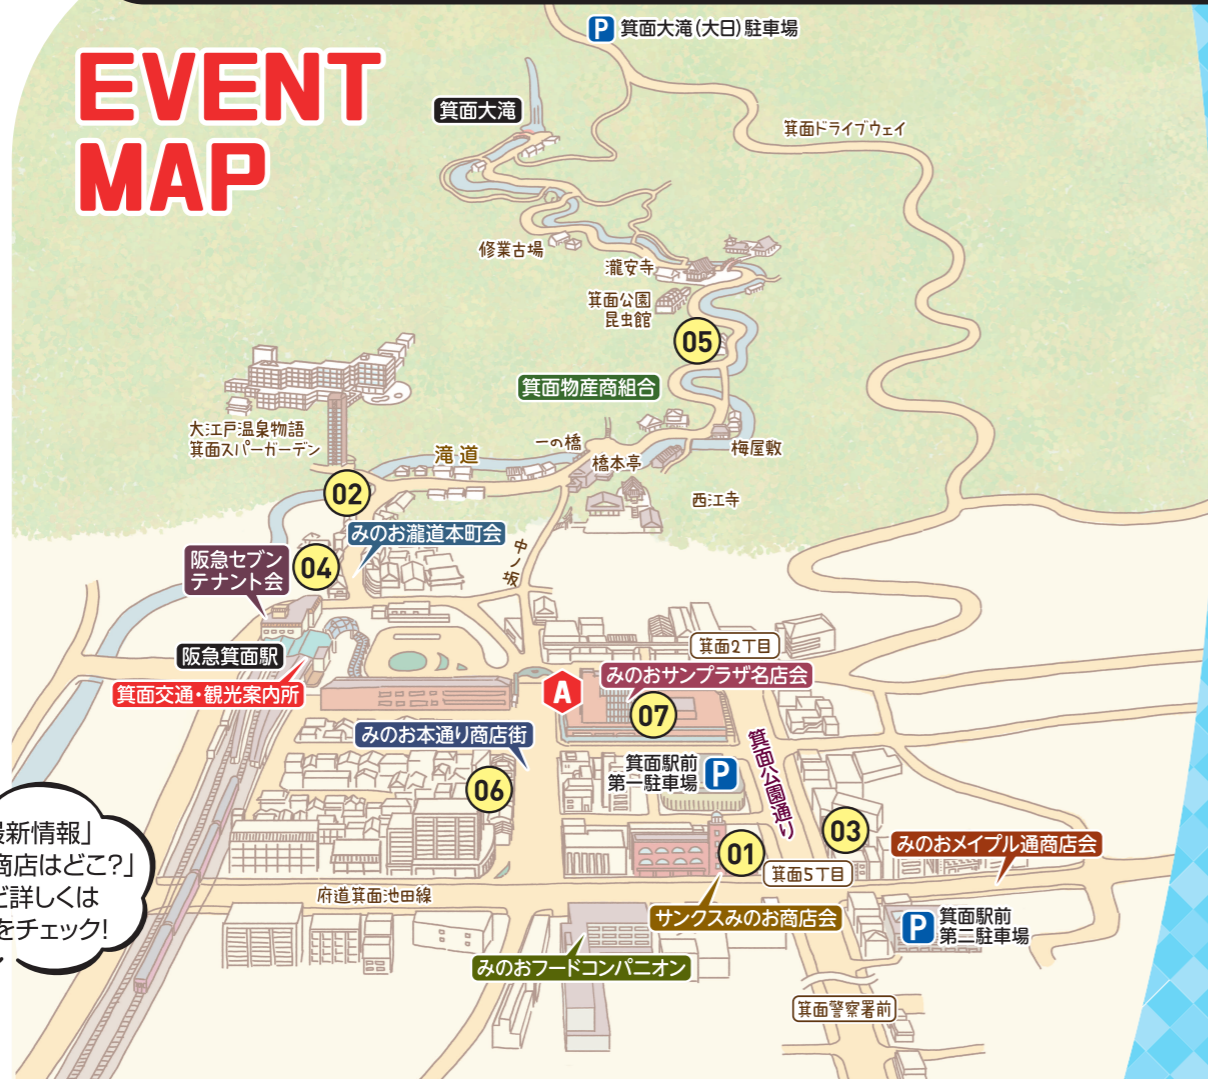 EVENT
MAP
P 箕面大滝(大日)駐車場
箕面大滝
箕面ドライブウェイ
修業古場
瀧安寺
箕面公園
昆虫館
05
箕面物産商組合
大江戸温泉物語
箕面スパーガーデン
滝道
一の橋
橋本亭
梅屋敷
西江寺
02
みのお瀧道本町会
中ノ坂
阪急セブン
テナント会
04
阪急箕面駅
箕面交通・観光案内所
箕面2丁目
みのおサンプラザ名店会
A
07
みのお本通り商店街
箕面駅前
第一駐車場
P
箕面公園通り
06
03
みのおメイプル通商店会
01
箕面5丁目
最新情報」
商店はどこ?」
ど詳しくは
をチェック!
府道箕面池田線
サンクスみのお商店会
P
箕面駅前
第二駐車場
みのおフードコンパニオン
箕面警察署前